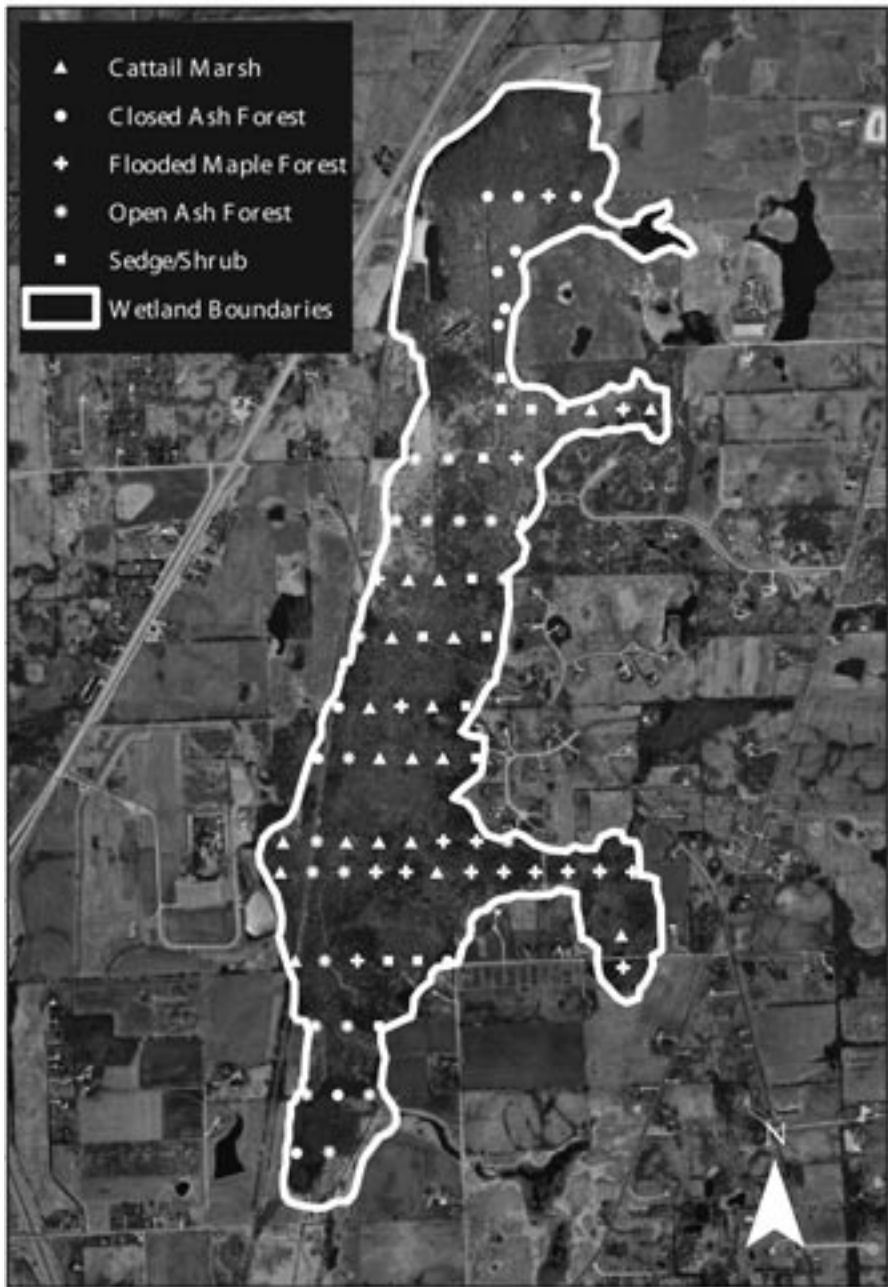 Cattail Marsh
Closed Ash Forest
Flooded Maple Forest
Open Ash Forest
Sedge/Shrub
Wetland Boundaries
N